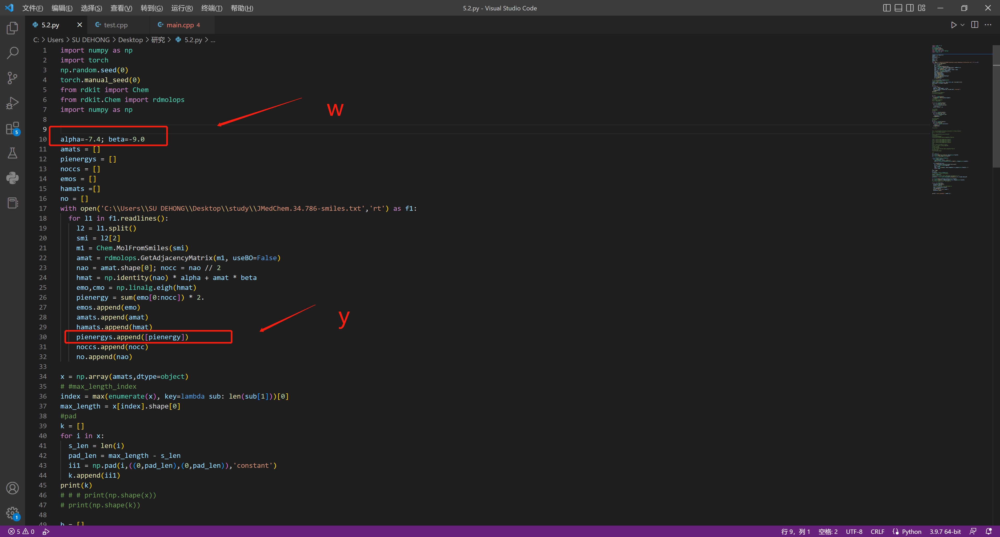 文件(F) 编辑(E) 选择(S) 查看(V) 转到(G) 运行(R) 终端(T) 帮助(H) 5.2.py - Visual Studio Code
5.2.py test.cpp main.cpp 4
C: > Users > SU DEHONG > Desktop > 研究 > 5.2.py > ...
1 import numpy as np
2 import torch
3 np.random.seed(0)
4 torch.manual_seed(0)
5 from rdkit import Chem
6 from rdkit.Chem import rdmolops
7 import numpy as np
w
8
9
10 alpha=-7.4; beta=-9.0
11 amats = []
12 pienergys = []
13 noccs = []
14 emos = []
15 hamats =[]
16 no = []
17 with open('C:\\Users\\SU DEHONG\\Desktop\\study\\JMedChem.34.786-smiles.txt','rt') as f1:
18 for l1 in f1.readlines():
19 l2 = l1.split()
20 smi = l2[2]
21 m1 = Chem.MolFromSmiles(smi)
22 amat = rdmolops.GetAdjacencyMatrix(m1, useBO=False)
23 nao = amat.shape[0]; nocc = nao // 2
24 hmat = np.identity(nao) * alpha + amat * beta
25 emo,cmo = np.linalg.eigh(hmat)
26 pienergy = sum(emo[0:nocc]) * 2.
27 emos.append(emo)
28 amats.append(amat)
y
29 hamats.append(hmat)
30 pienergys.append([pienergy])
31 noccs.append(nocc)
32 no.append(nao)
33
34 x = np.array(amats,dtype=object)
35 # #max_length_index
36 index = max(enumerate(x), key=lambda sub: len(sub[1]))[0]
37 max_length = x[index].shape[0]
38 #pad
39 k = []
40 for i in x:
41 s_len = len(i)
42 pad_len = max_length - s_len
43 ii1 = np.pad(i,((0,pad_len),(0,pad_len)),'constant')
44 k.append(ii1)
45 print(k)
46 # # # print(np.shape(x))
47 # print(np.shape(k))
48
49 h = []
5
1
5 0 行 9，列 1 空格: 2 UTF-8 CRLF Python 3.9.7 64-bit